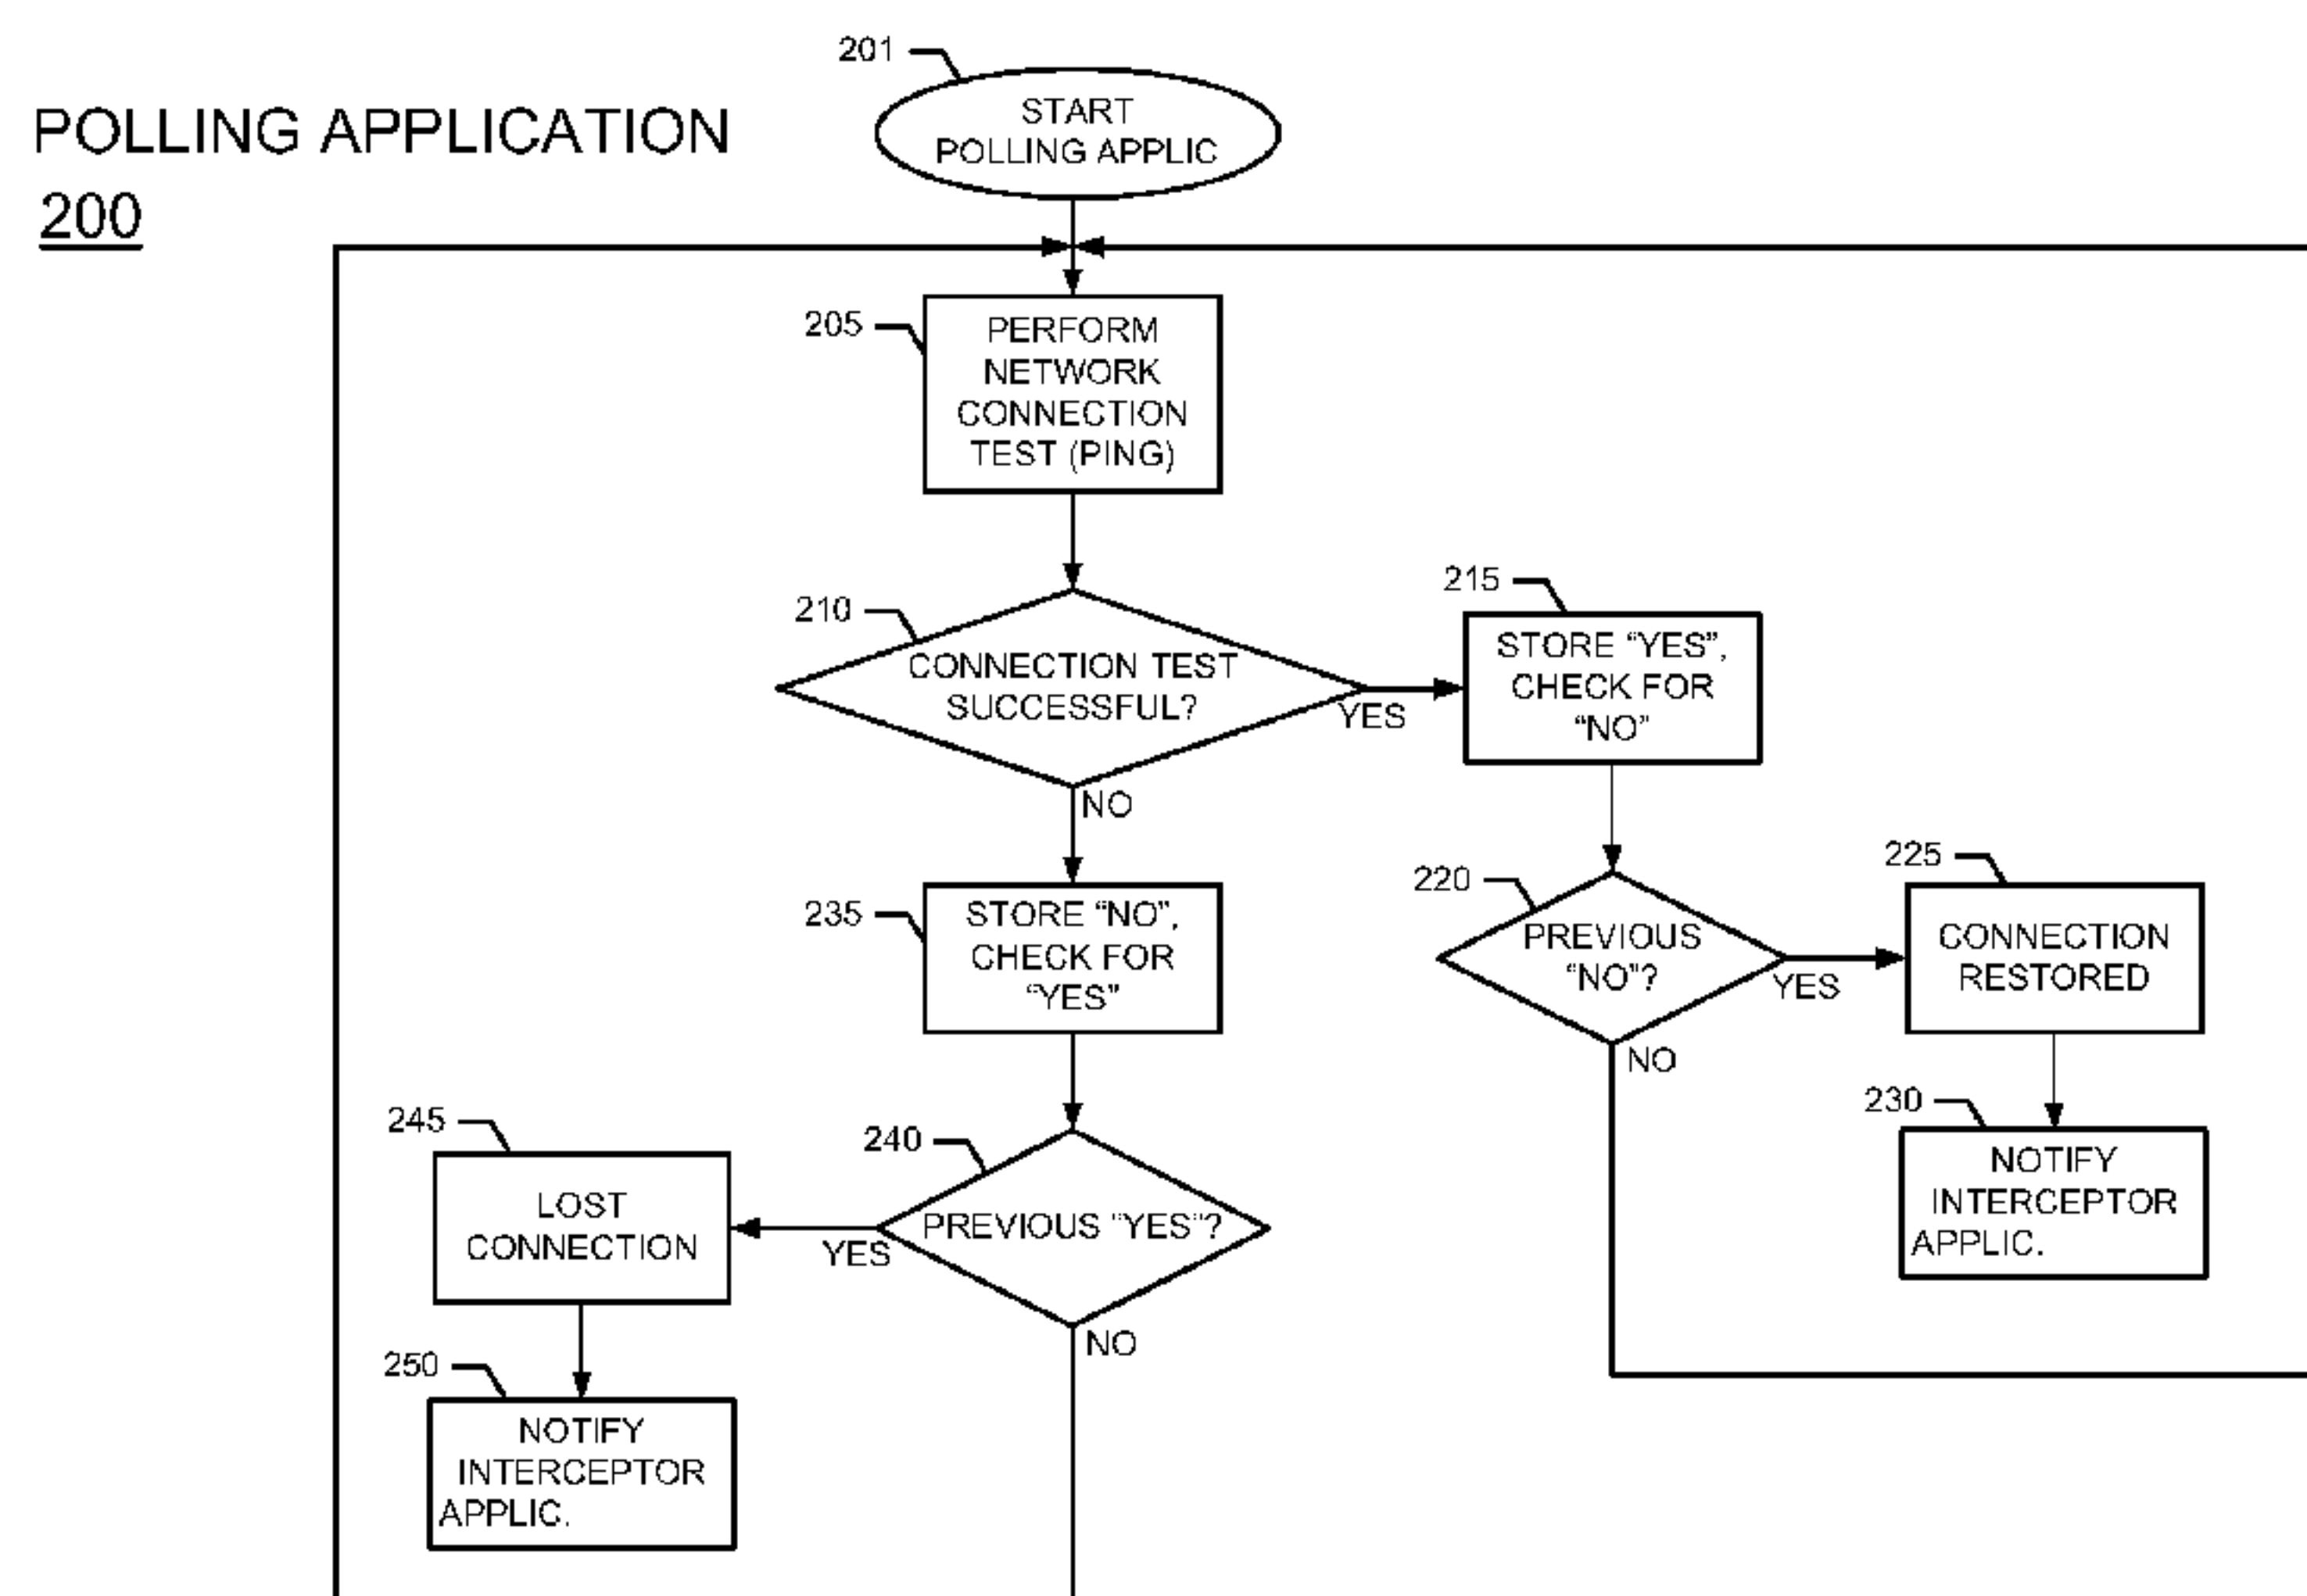 POLLING APPLICATION
200
201
START
POLLING APPLIC
205
PERFORM
NETWORK
CONNECTION
TEST (PING)
210
CONNECTION TEST
SUCCESSFUL?
YES
NO
215
STORE “YES”,
CHECK FOR
“NO”
220
PREVIOUS
“NO”?
YES
NO
225
CONNECTION
RESTORED
230
NOTIFY
INTERCEPTOR
APPLIC.
235
STORE “NO”,
CHECK FOR
“YES”
240
PREVIOUS “YES”?
YES
NO
245
LOST
CONNECTION
250
NOTIFY
INTERCEPTOR
APPLIC.